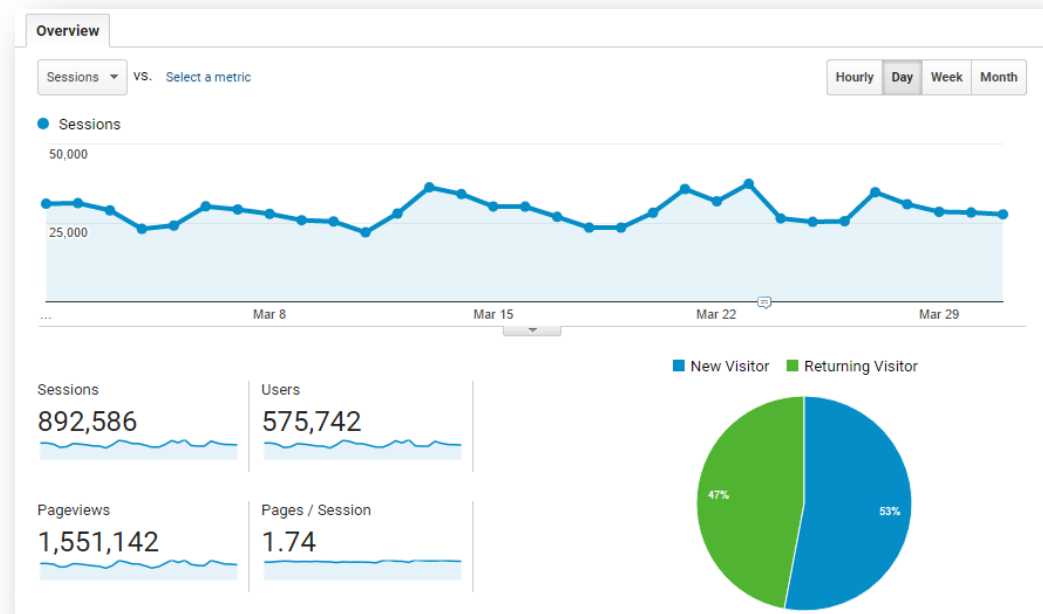 Overview
Sessions VS. Select a metric
Hourly Day Week Month
Sessions
50,000
25,000
... Mar 8 Mar 15 Mar 22 Mar 29
New Visitor Returning Visitor
Sessions Users
892,586 575,742
Pageviews Pages / Session
1,551,142 1.74
47%
53%